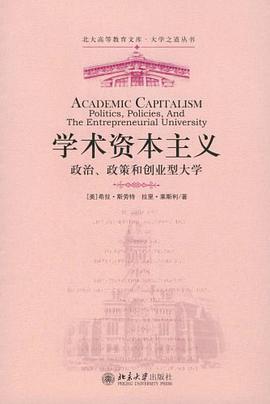 北大高等教育文库·大学之道丛书
ACADEMIC CAPITALISM
Politics, Policies, And
The Entrepreneurial University
学术资本主义
政治、政策和创业型大学
[美]希拉·斯劳特 拉里·莱斯利/著
北京大学出版社